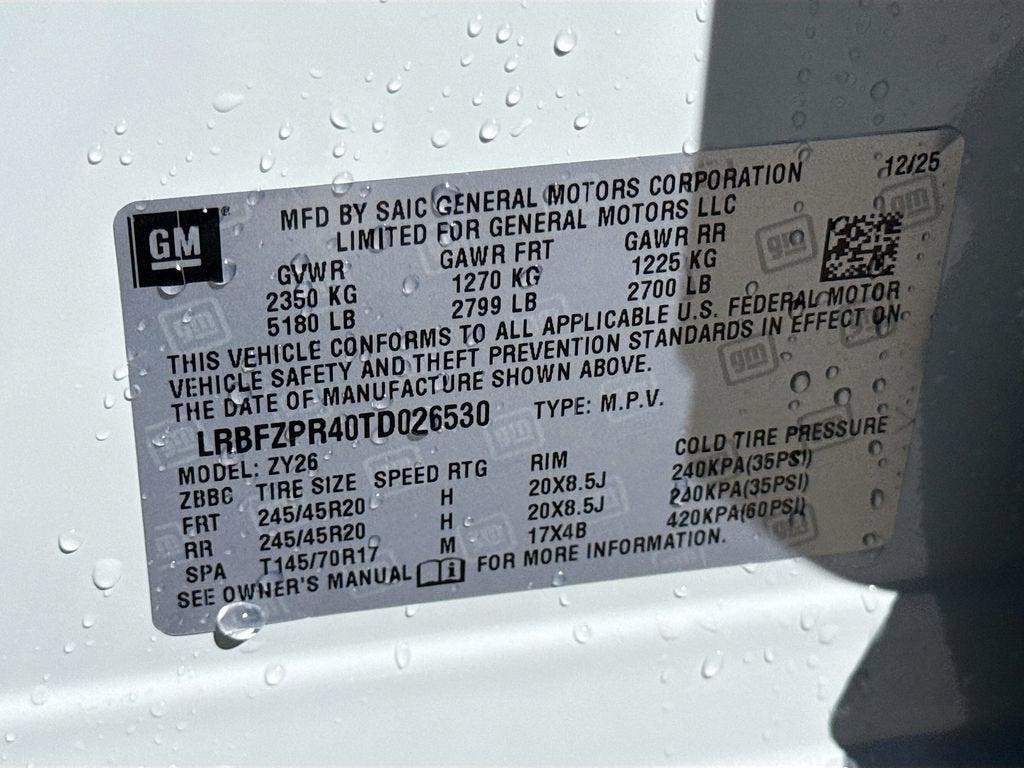 12/25
GM®
MFD BY SAIC GENERAL MOTORS CORPORATION
LIMITED FOR GENERAL MOTORS LLC
GVWR GAWR FRT GAWR RR
2350 KG 1270 KG 1225 KG
5180 LB 2799 LB 2700 LB
THIS VEHICLE CONFORMS TO ALL APPLICABLE U.S. FEDERAL MOTOR
VEHICLE SAFETY AND THEFT PREVENTION STANDARDS IN EFFECT ON
THE DATE OF MANUFACTURE SHOWN ABOVE.
LRBFZPR40TD026530 TYPE: M.P.V.
MODEL: ZY26
ZBBC TIRE SIZE SPEED RTG RIM COLD TIRE PRESSURE
FRT 245/45R20 H 20X8.5J 240KPA(35PSI)
RR 245/45R20 H 20X8.5J 240KPA(35PSI)
SPA T145/70R17 M 17X4B 420KPA(60PSI)
SEE OWNER'S MANUAL i FOR MORE INFORMATION.